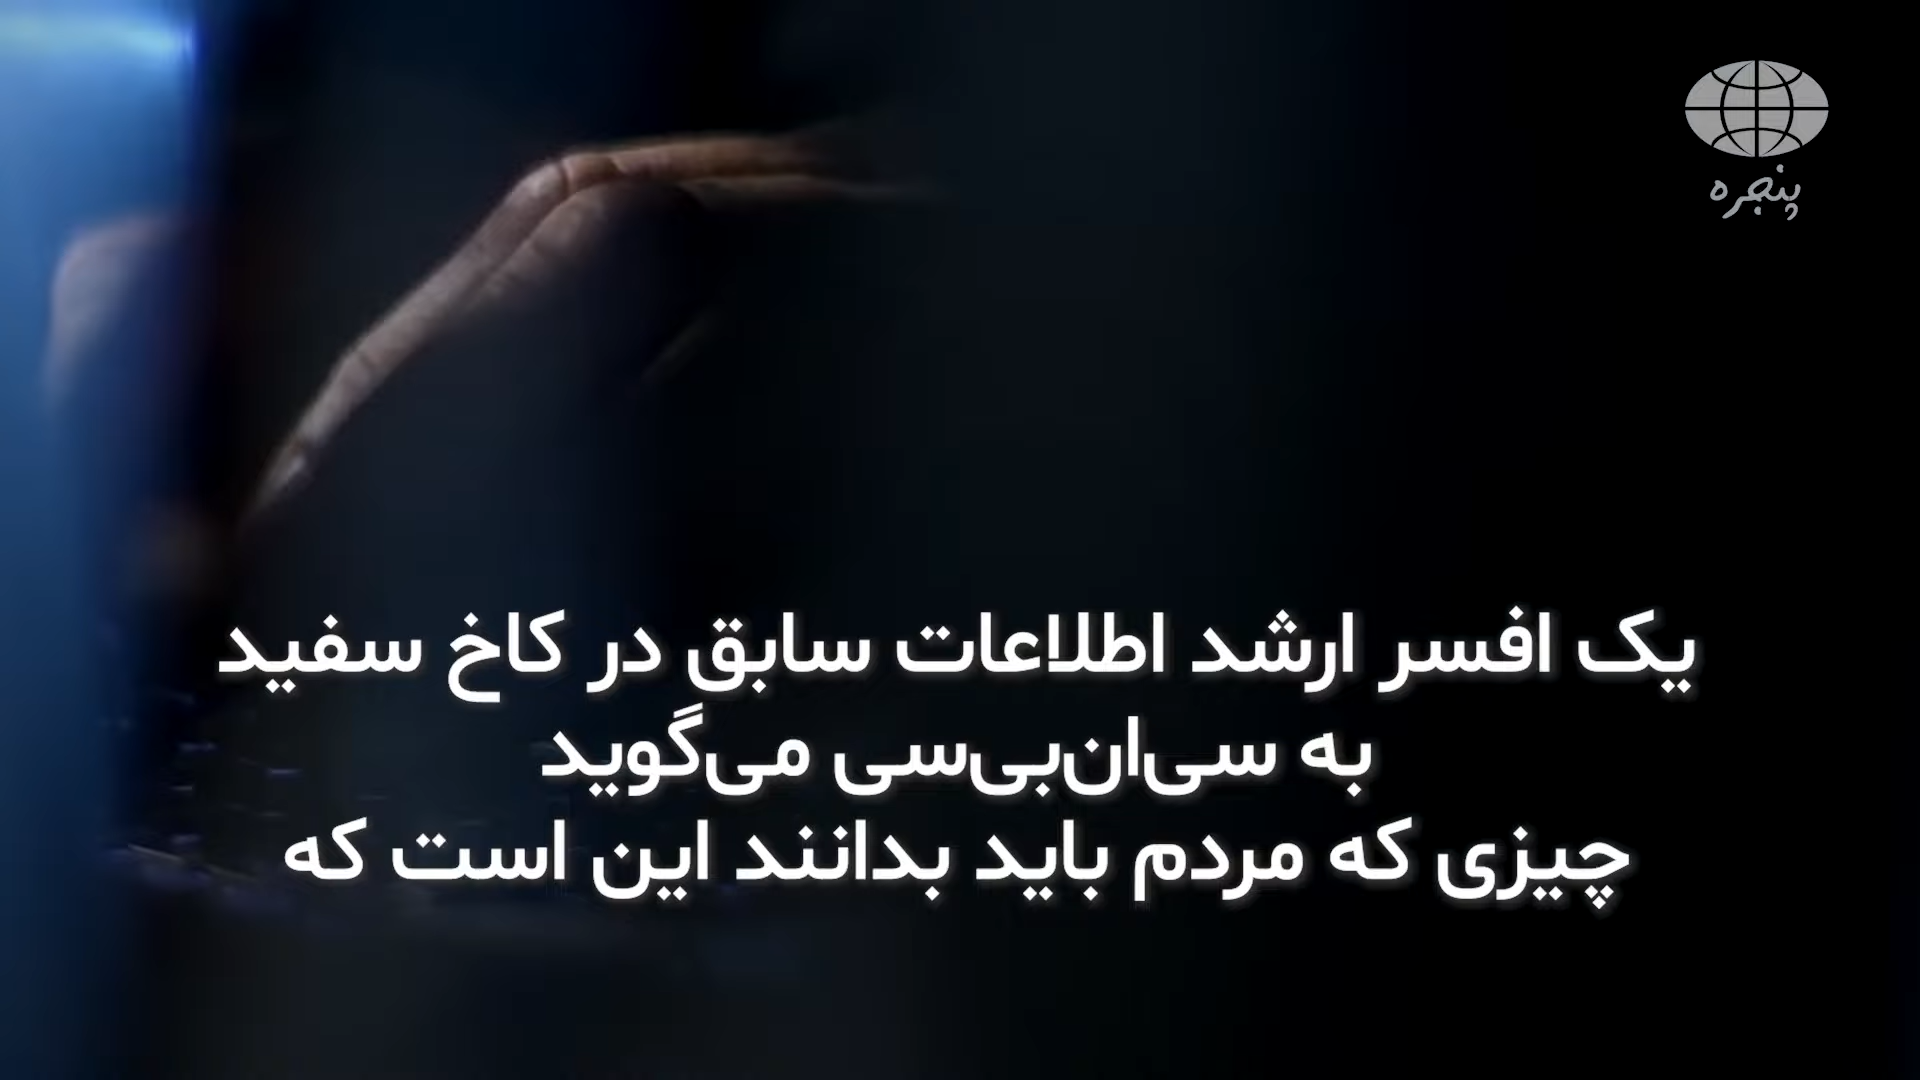 پنجره
یک افسر ارشد اطلاعات سابق در کاخ سفید
به سی‌ان‌بی‌سی می‌گوید
چیزی که مردم باید بدانند این است که